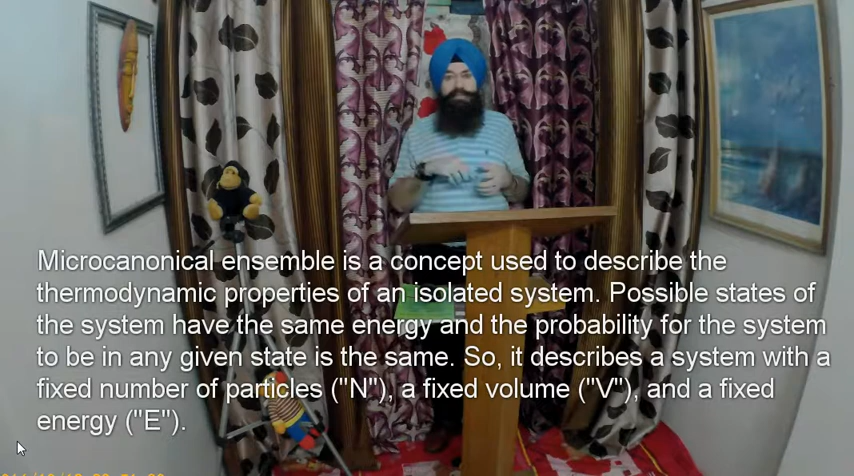 Microcanonical ensemble is a concept used to describe the
thermodynamic properties of an isolated system. Possible states of
the system have the same energy and the probability for the system
to be in any given state is the same. So, it describes a system with a
fixed number of particles ("N"), a fixed volume ("V"), and a fixed
energy ("E").